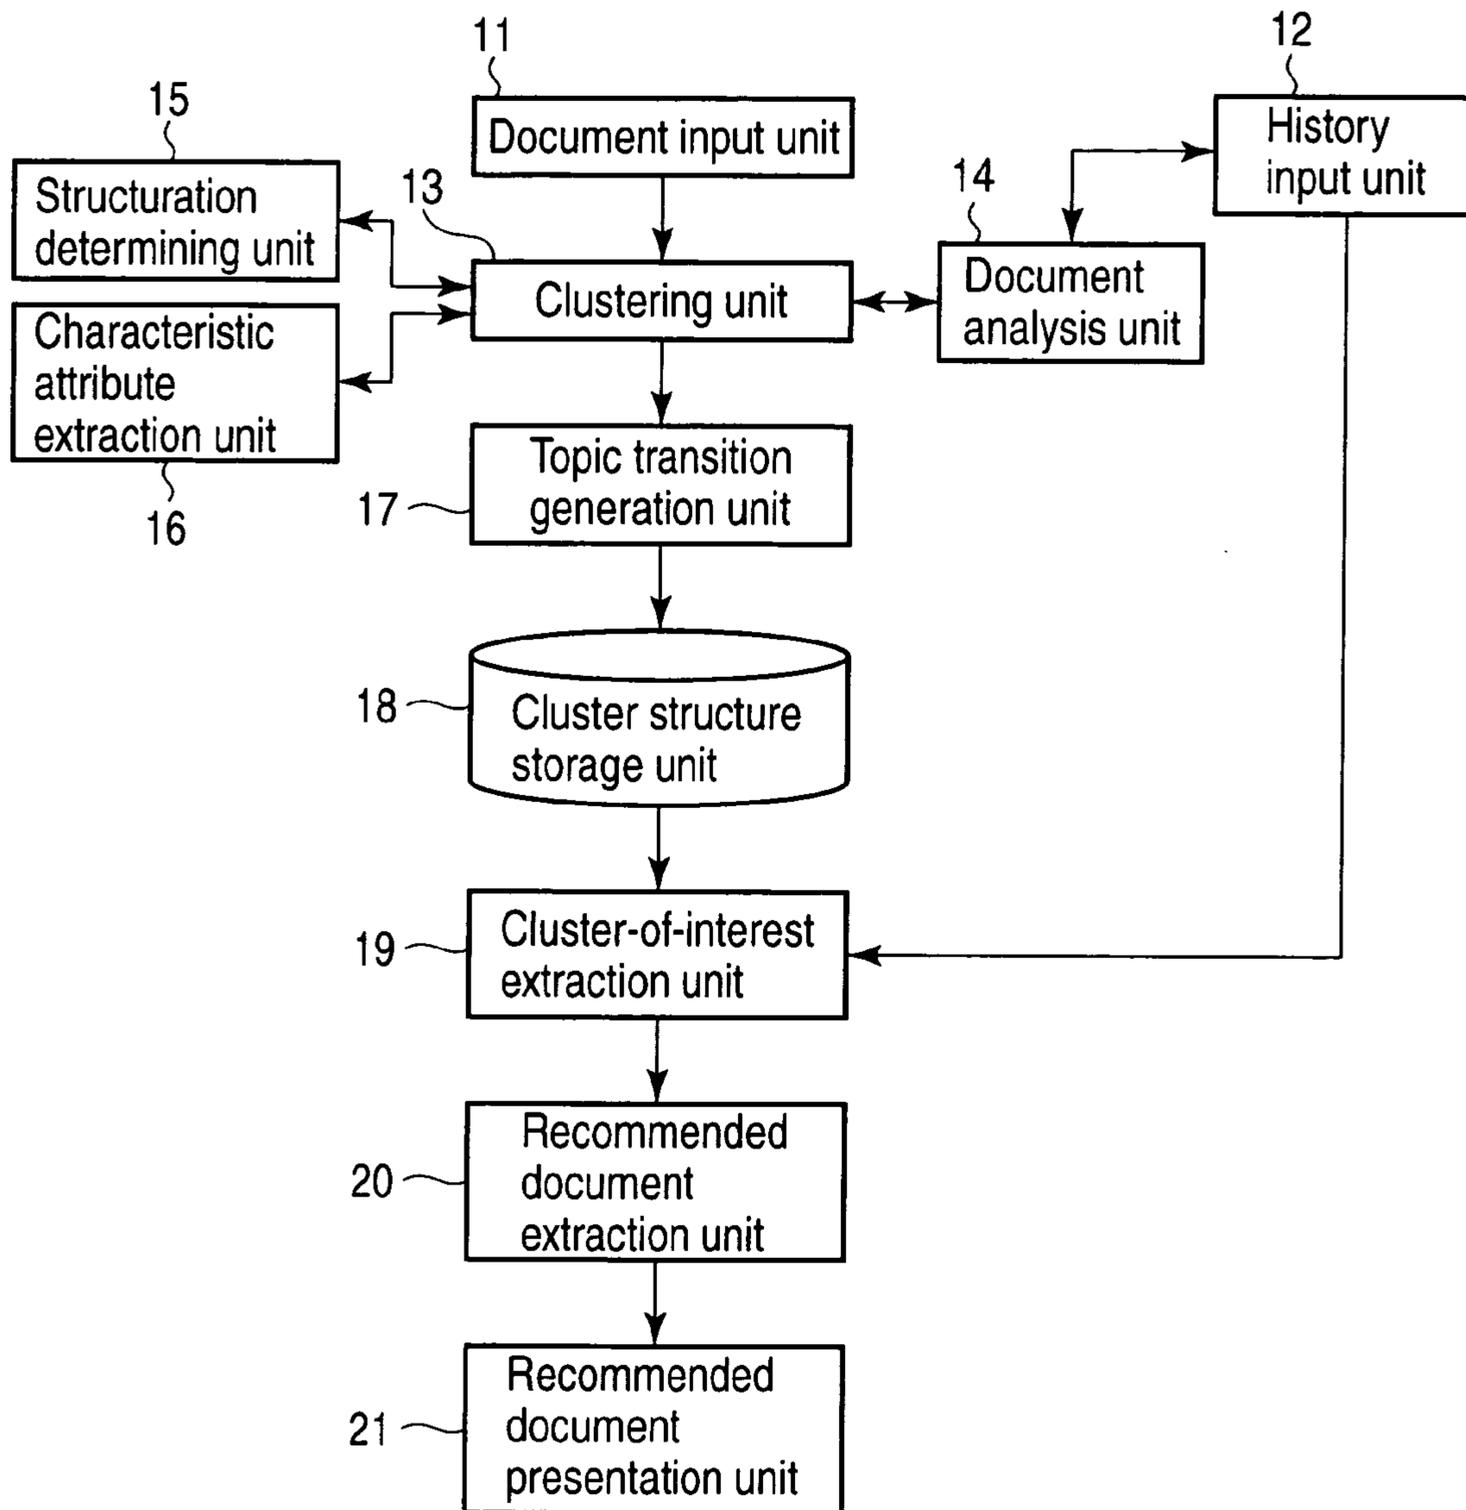 11
Document input unit
12
History
input unit
15
Structuration
determining unit
13
Clustering unit
14
Document
analysis unit
Characteristic
attribute
extraction unit
16
17
Topic transition
generation unit
18
Cluster structure
storage unit
19
Cluster-of-interest
extraction unit
20
Recommended
document
extraction unit
21
Recommended
document
presentation unit